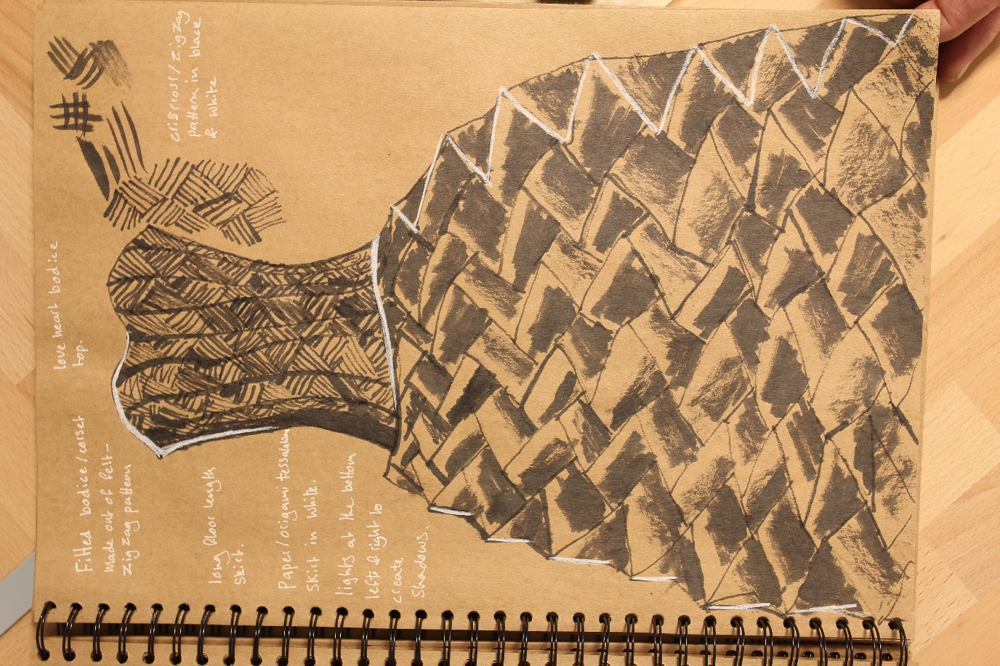 love heart bodice
top.
crisscross/zigzag
pattern in black
& white
Fitted bodice/corset
made out of felt-
zig zag pattern
long floor length
skirt.
Paper/origami tessalation
skirt in white.
lights at the bottom
left & right to
create
shadows.